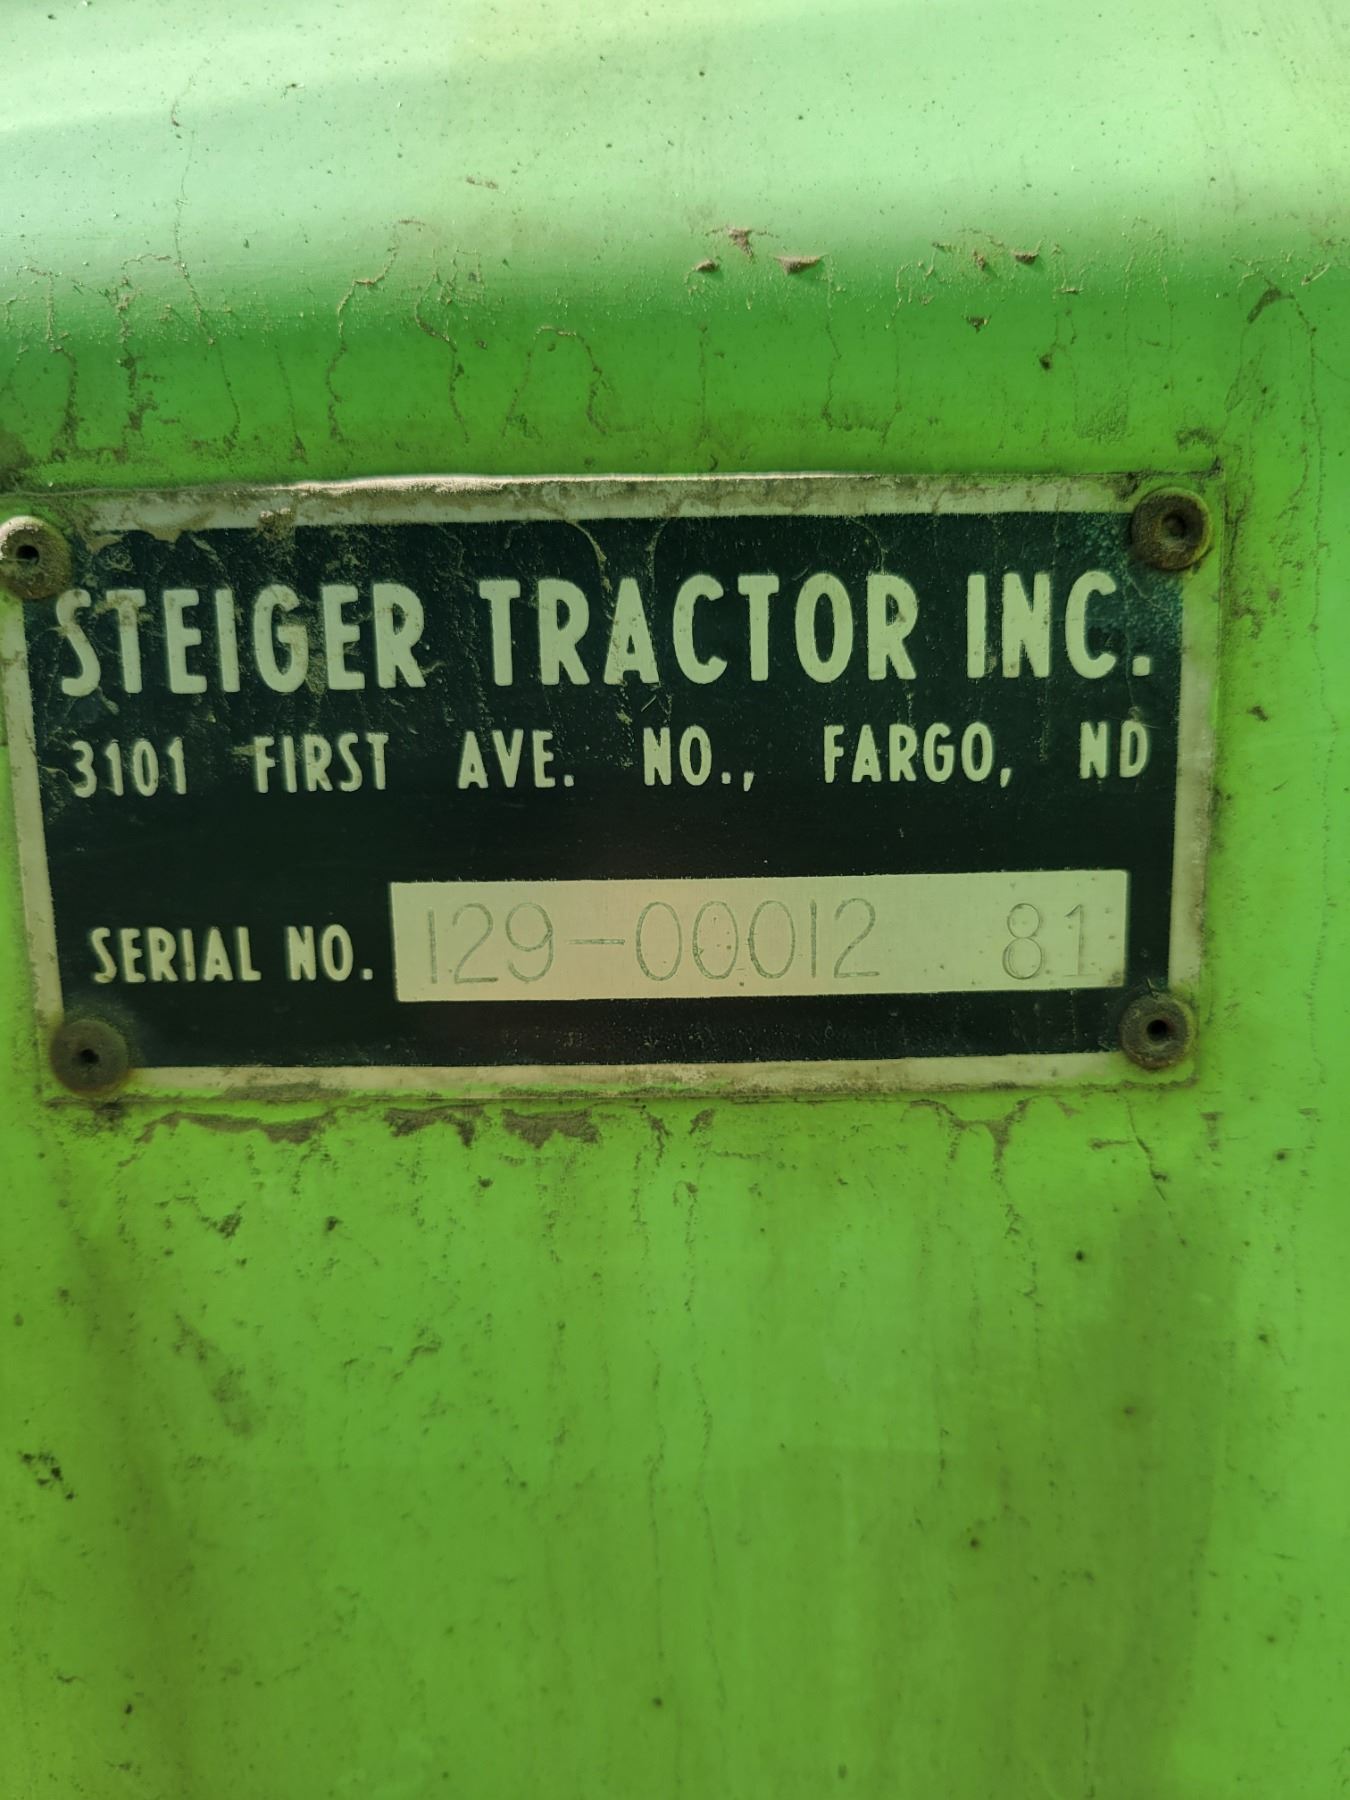 STEIGER TRACTOR INC.
3101 FIRST AVE. NO., FARGO, ND
SERIAL NO. 129-00012 81